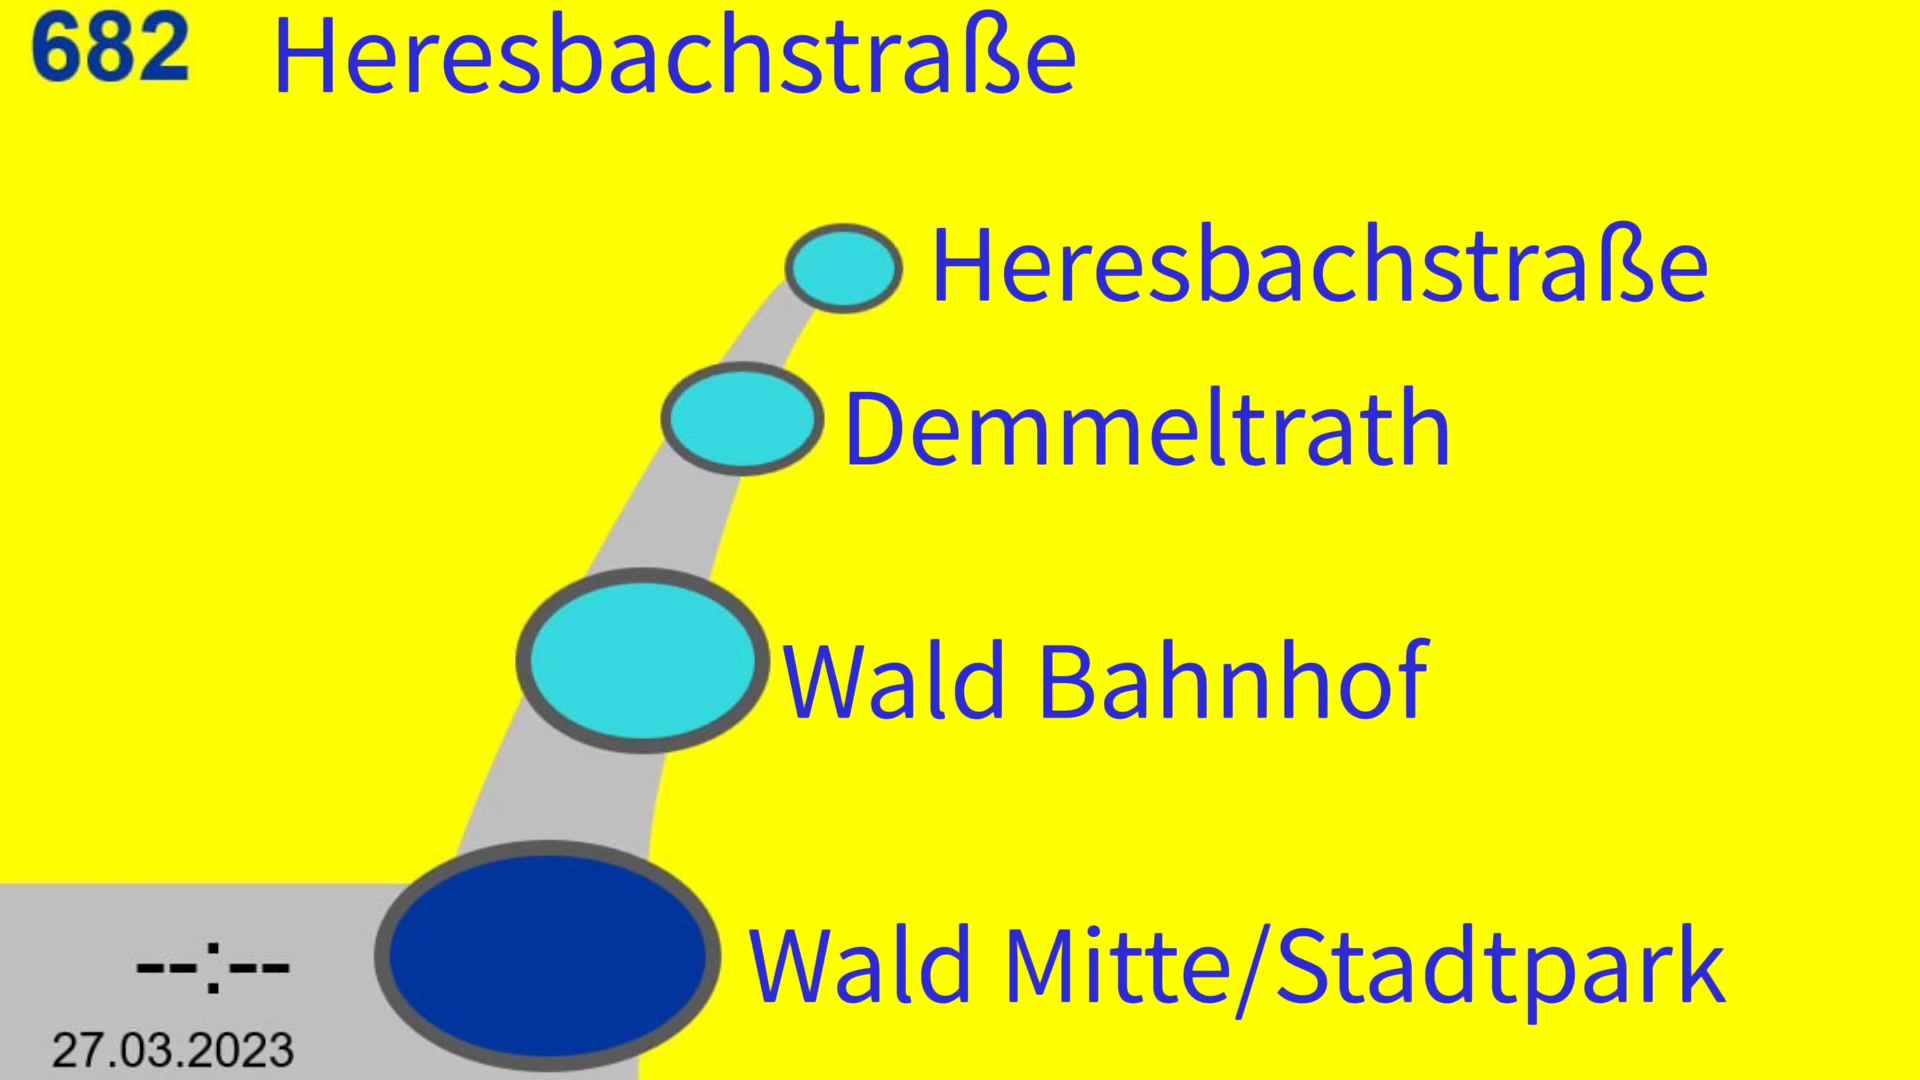 682 Heresbachstraße
Heresbachstraße
Demmeltrath
Wald Bahnhof
Wald Mitte/Stadtpark
--:--
27.03.2023